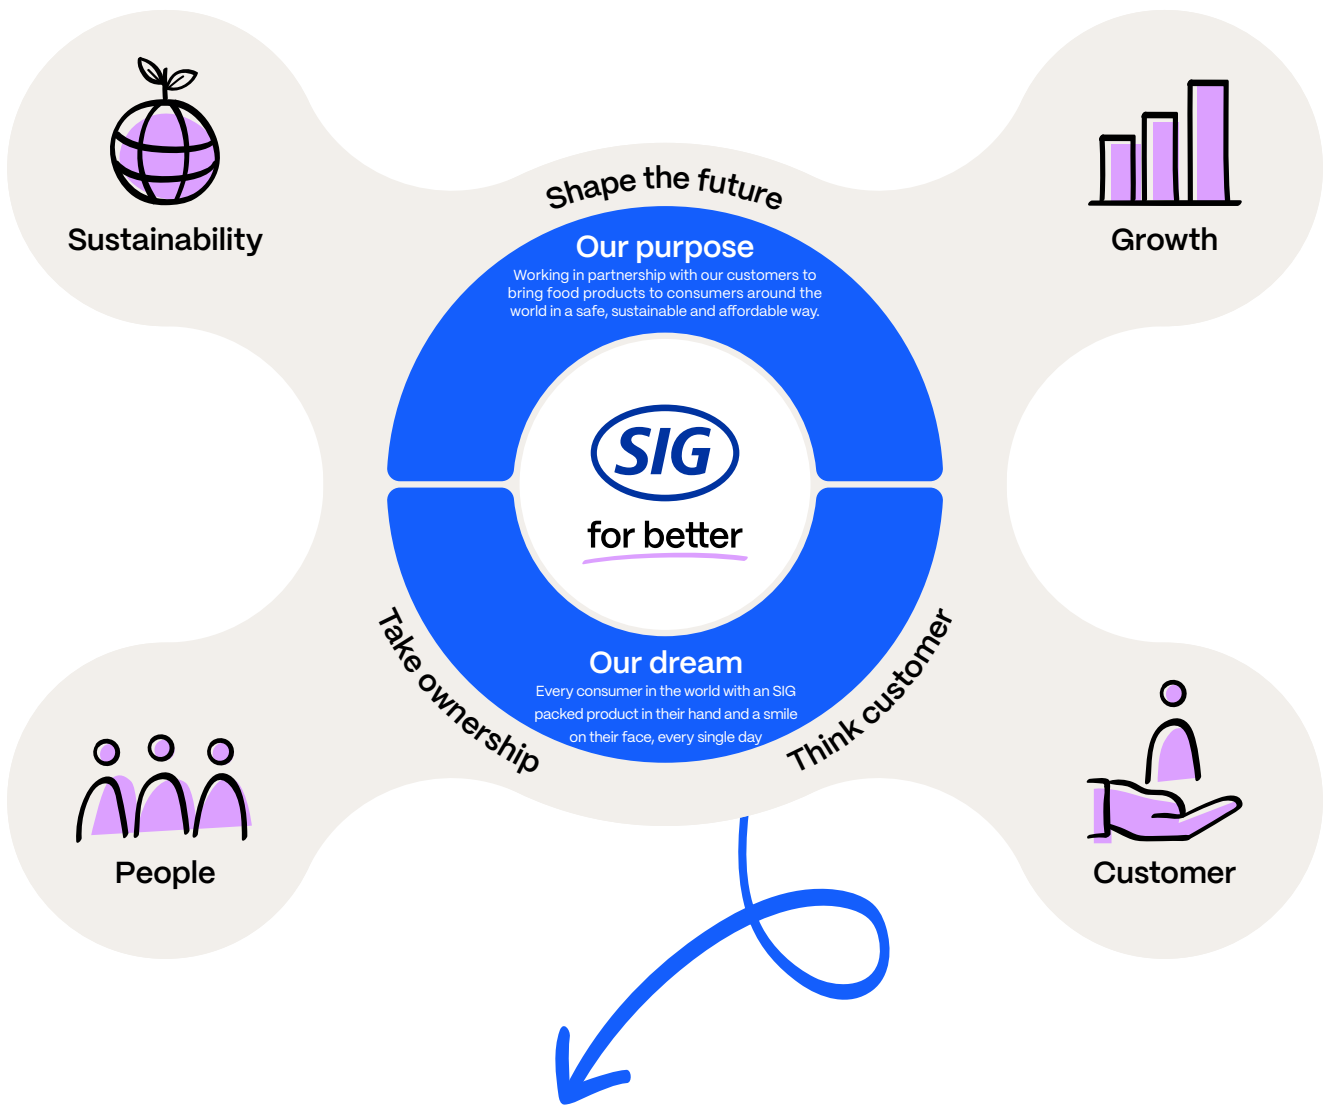 Sustainability
Growth
Shape the future
Our purpose
Working in partnership with our customers to
bring food products to consumers around the
world in a safe, sustainable and affordable way.
SIG
for better
Take ownership
Think customer
Our dream
Every consumer in the world with an SIG
packed product in their hand and a smile
on their face, every single day
People
Customer